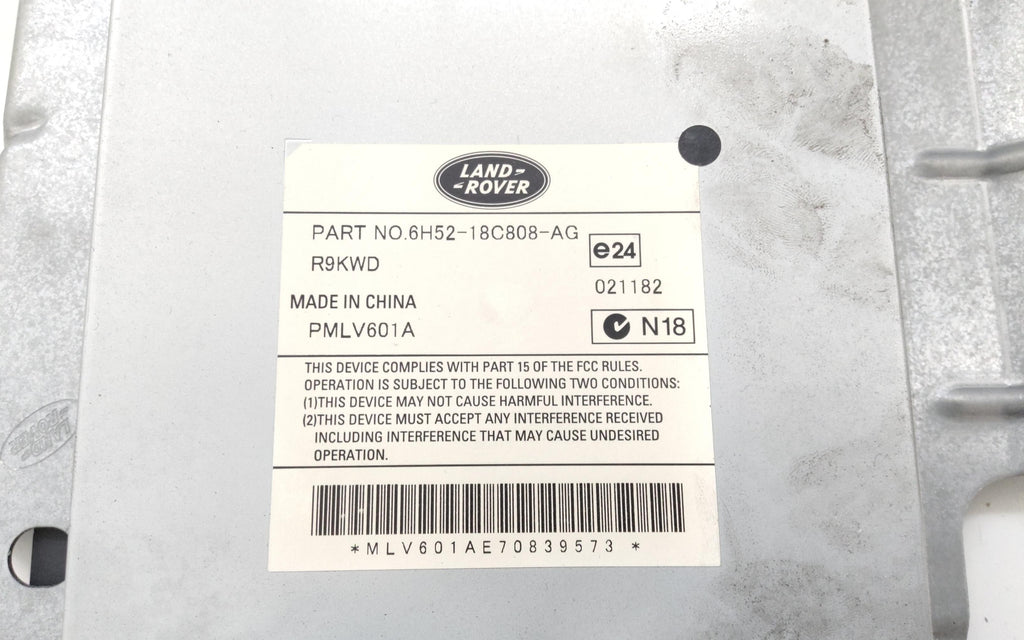 LAND-
-ROVER
PART NO.6H52-18C808-AG
e24
R9KWD
021182
MADE IN CHINA
N18
PMLV601A
THIS DEVICE COMPLIES WITH PART 15 OF THE FCC RULES.
OPERATION IS SUBJECT TO THE FOLLOWING TWO CONDITIONS:
(1)THIS DEVICE MAY NOT CAUSE HARMFUL INTERFERENCE.
(2)THIS DEVICE MUST ACCEPT ANY INTERFERENCE RECEIVED
INCLUDING INTERFERENCE THAT MAY CAUSE UNDESIRED
OPERATION.
*MLV601AE70839573 *
LAND
ROVER